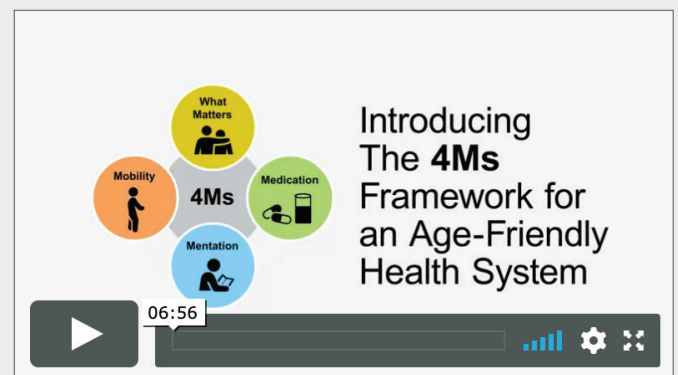 What
Matters
Mobility
4Ms
Medication
Mentation
Introducing
The 4Ms
Framework for
an Age-Friendly
Health System
06:56